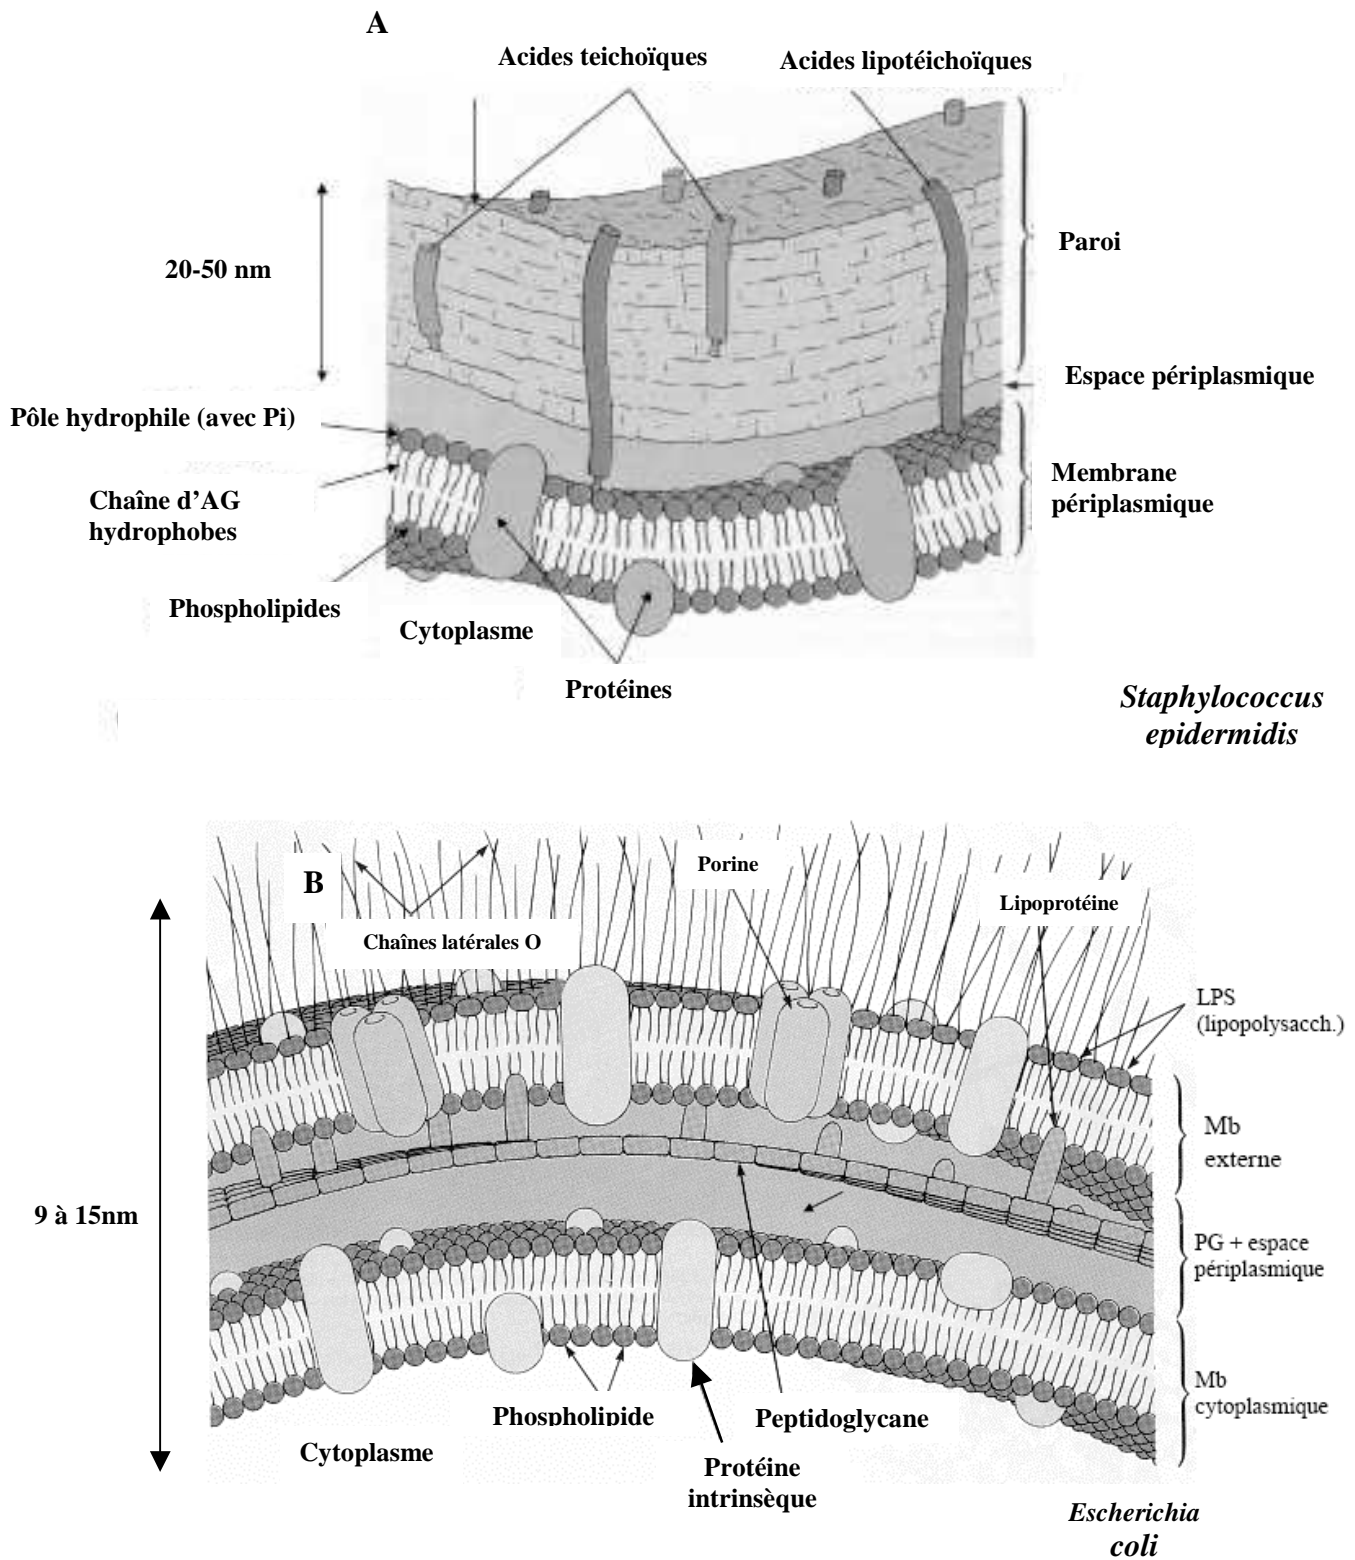 A
Acides teichoïques
Acides lipotéichoïques
20-50 nm
Paroi
Espace périplasmique
Pôle hydrophile (avec Pi)
Chaîne d'AG
hydrophobes
Membrane
périplasmique
Phospholipides
Cytoplasme
Protéines
Staphylococcus
epidermidis
B
Porine
Lipoprotéine
Chaînes latérales O
LPS
(lipopolysacch.)
Mb
externe
9 à 15nm
PG + espace
périplasmique
Mb
cytoplasmique
Phospholipide
Peptidoglycane
Cytoplasme
Protéine
intrinsèque
Escherichia
coli